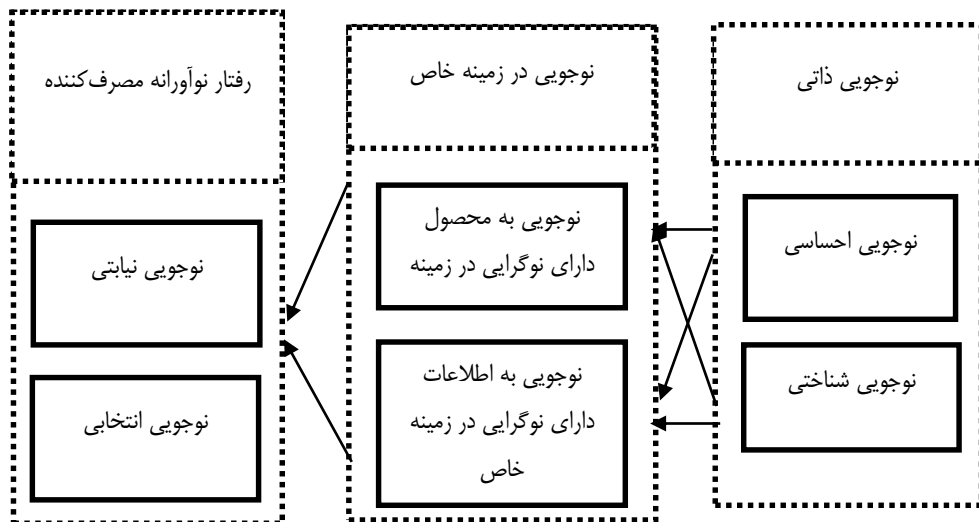 نوجویی ذاتی
نوجویی احساسی
نوجویی شناختی
نوجویی در زمینه خاص
نوجویی به محصول
دارای نوگرایی در زمینه
نوجویی به اطلاعات
دارای نوگرایی در زمینه
خاص
رفتار نوآورانه مصرف‌کننده
نوجویی نیابتی
نوجویی انتخابی